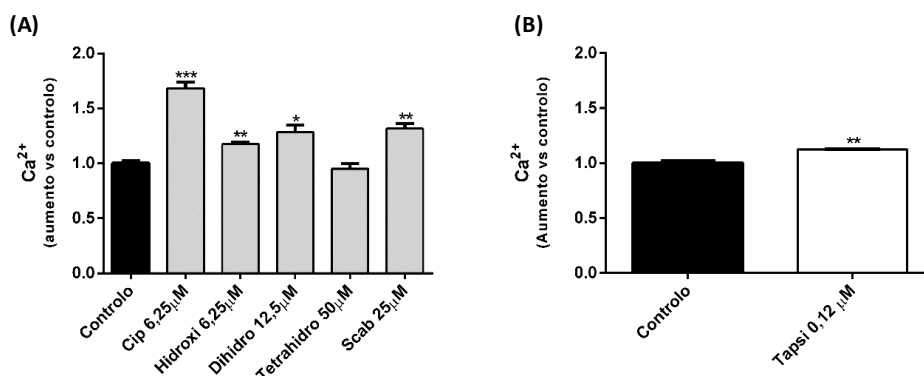 (A)
Ca2+
(aumento vs controlo)
2.0
1.5
1.0
0.5
0.0
***
**
*
**
Controlo
Cip 6,25µM
Hidroxi 6,25µM
Dihidro 12,5µM
Tetrahidro 50µM
Scab 25µM
(B)
Ca2+
(Aumento vs controlo)
2.0
1.5
1.0
0.5
0.0
**
Controlo
Tapsi 0,12 µM